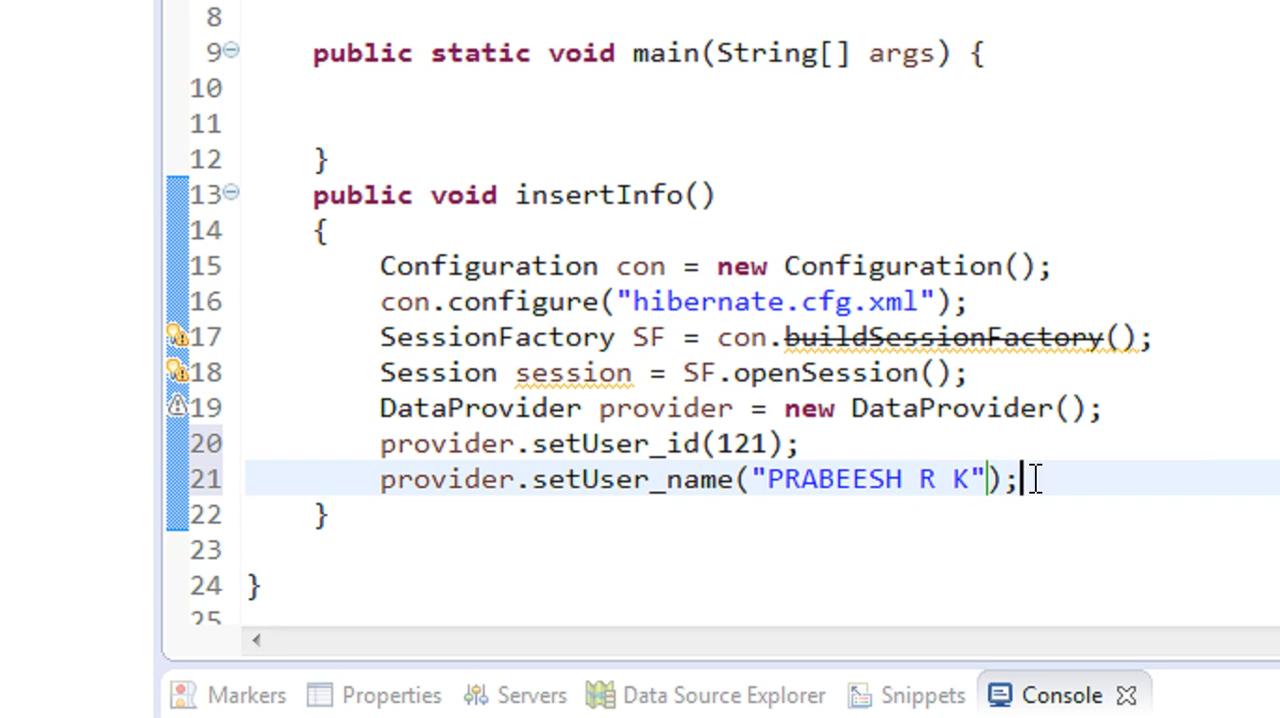 8
9 public static void main(String[] args) {
10
11
12 }
13 public void insertInfo()
14 {
15 Configuration con = new Configuration();
16 con.configure("hibernate.cfg.xml");
17 SessionFactory SF = con.buildSessionFactory();
18 Session session = SF.openSession();
19 DataProvider provider = new DataProvider();
20 provider.setUser_id(121);
21 provider.setUser_name("PRABEESH R K");
22 }
23
24 }
25
Markers Properties Servers Data Source Explorer Snippets Console